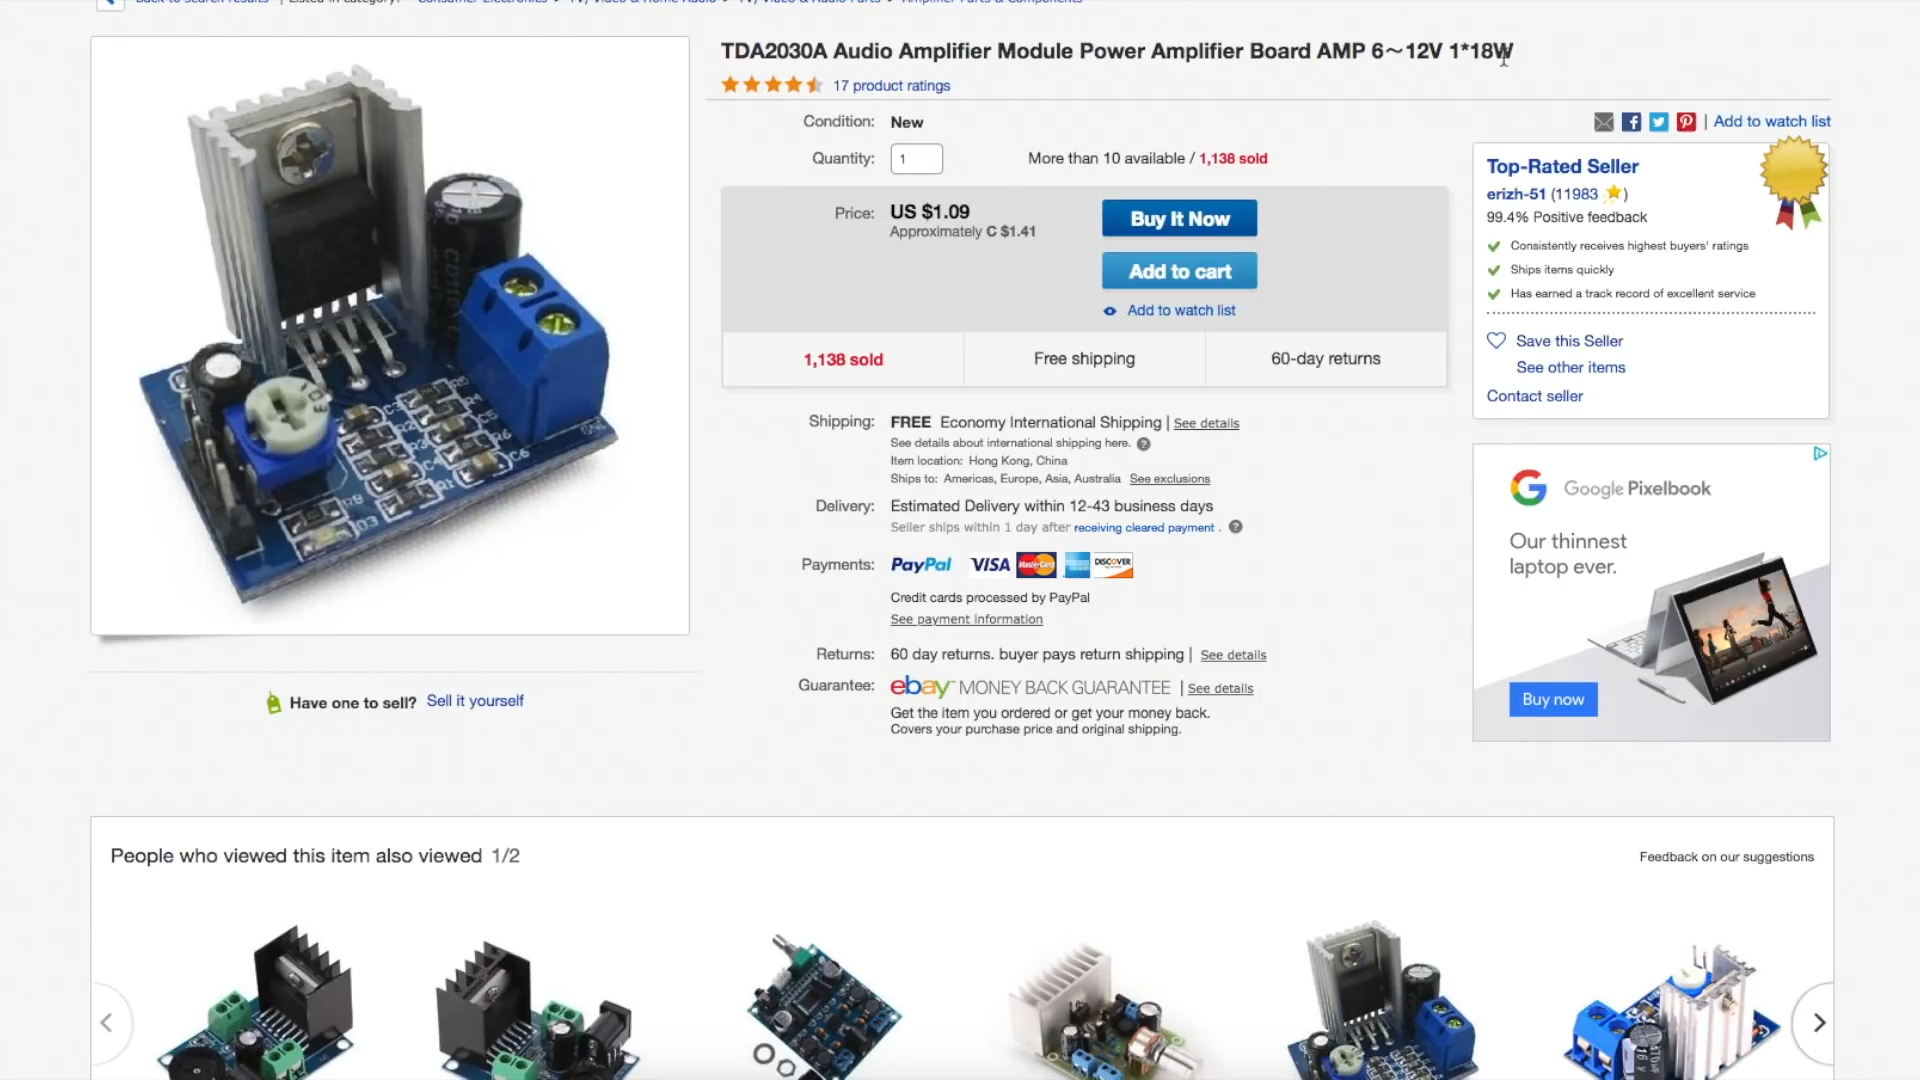 TDA2030A Audio Amplifier Module Power Amplifier Board AMP 6～12V 1*18W
17 product ratings
Condition: New
Add to watch list
Quantity: 1 More than 10 available / 1,138 sold
Price: US $1.09
Approximately C $1.41
Buy It Now
Add to cart
Add to watch list
1,138 sold Free shipping 60-day returns
Top-Rated Seller
erizh-51 (11983)
99.4% Positive feedback
Consistently receives highest buyers' ratings
Ships items quickly
Has earned a track record of excellent service
Save this Seller
See other items
Contact seller
Shipping: FREE Economy International Shipping | See details
See details about international shipping here.
Item location: Hong Kong, China
Ships to: Americas, Europe, Asia, Australia See exclusions
Delivery: Estimated Delivery within 12-43 business days
Seller ships within 1 day after receiving cleared payment .
Payments: PayPal VISA MasterCard DISCOVER
Credit cards processed by PayPal
See payment information
Returns: 60 day returns. buyer pays return shipping | See details
Guarantee: ebay MONEY BACK GUARANTEE | See details
Get the item you ordered or get your money back.
Covers your purchase price and original shipping.
Google Pixelbook
Our thinnest
laptop ever.
Buy now
Have one to sell? Sell it yourself
People who viewed this item also viewed 1/2
Feedback on our suggestions